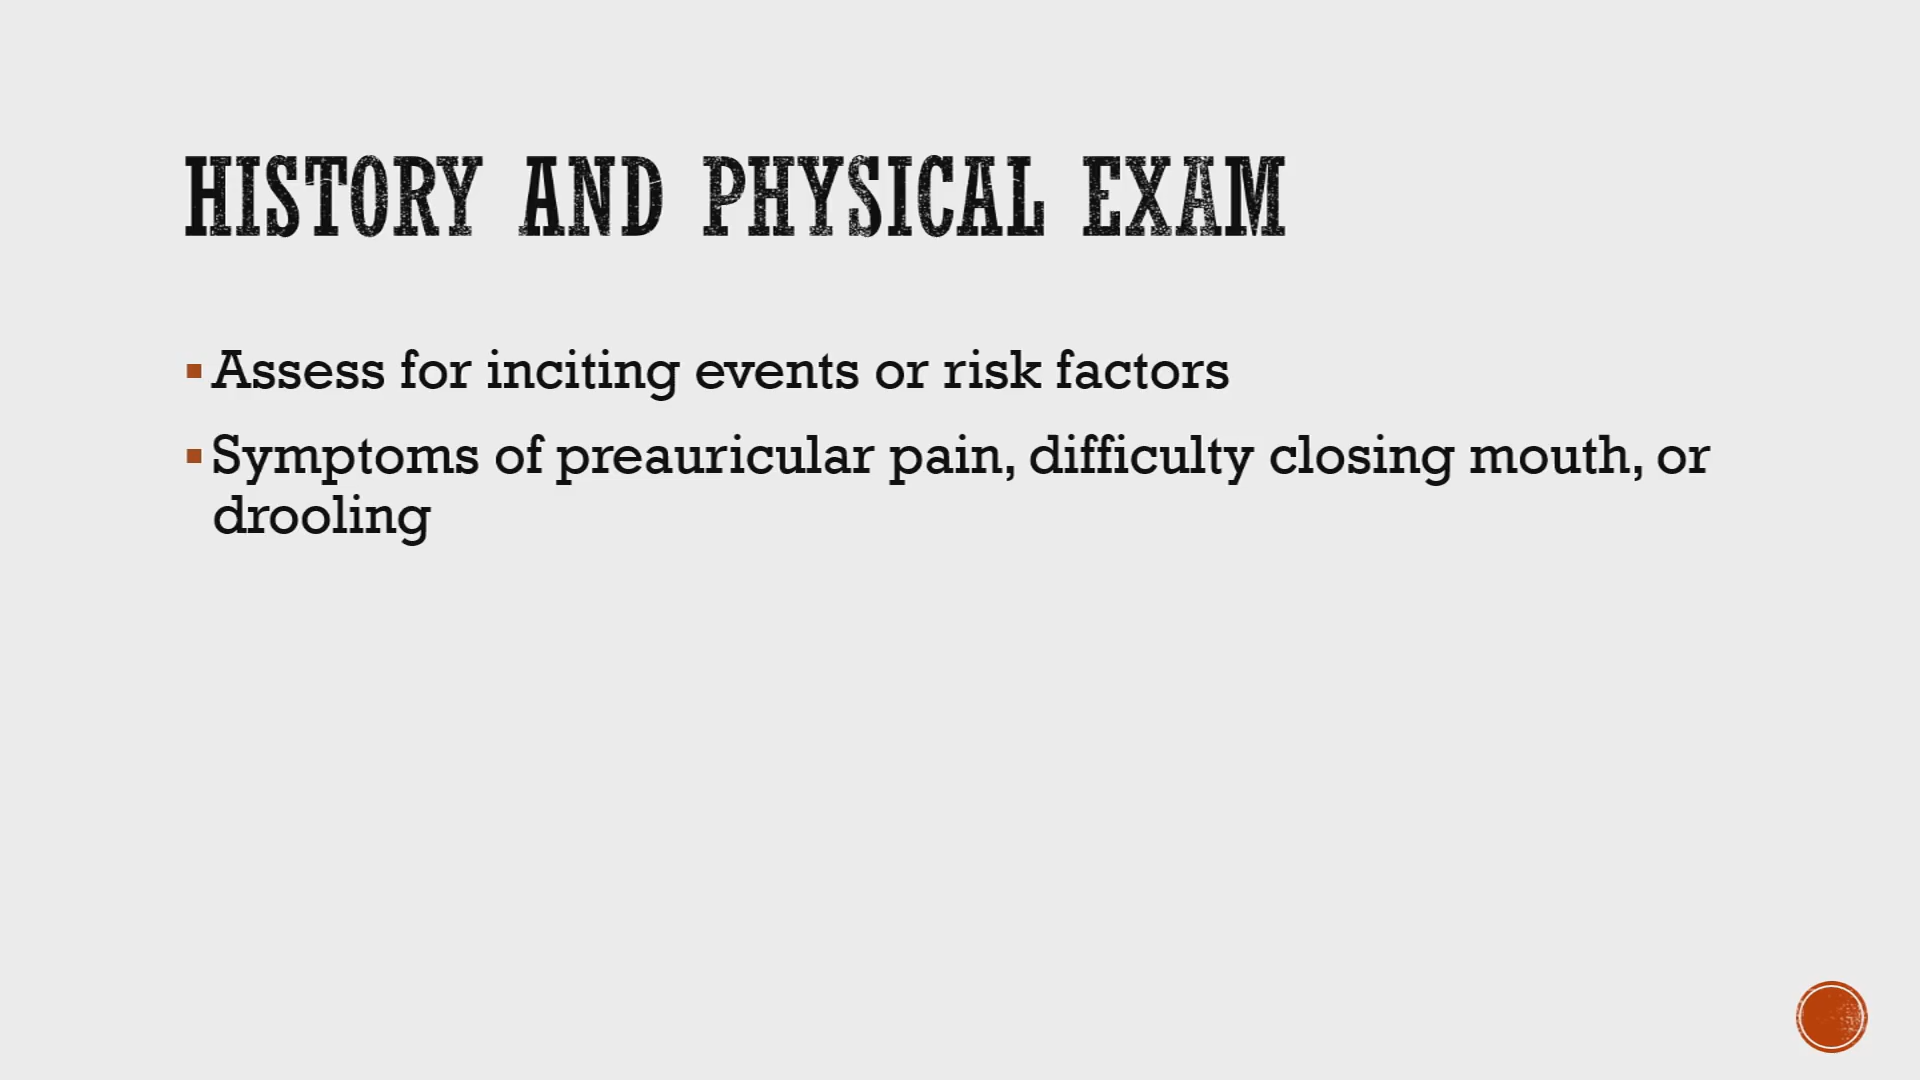 HISTORY AND PHYSICAL EXAM
▪ Assess for inciting events or risk factors
▪ Symptoms of preauricular pain, difficulty closing mouth, or
drooling